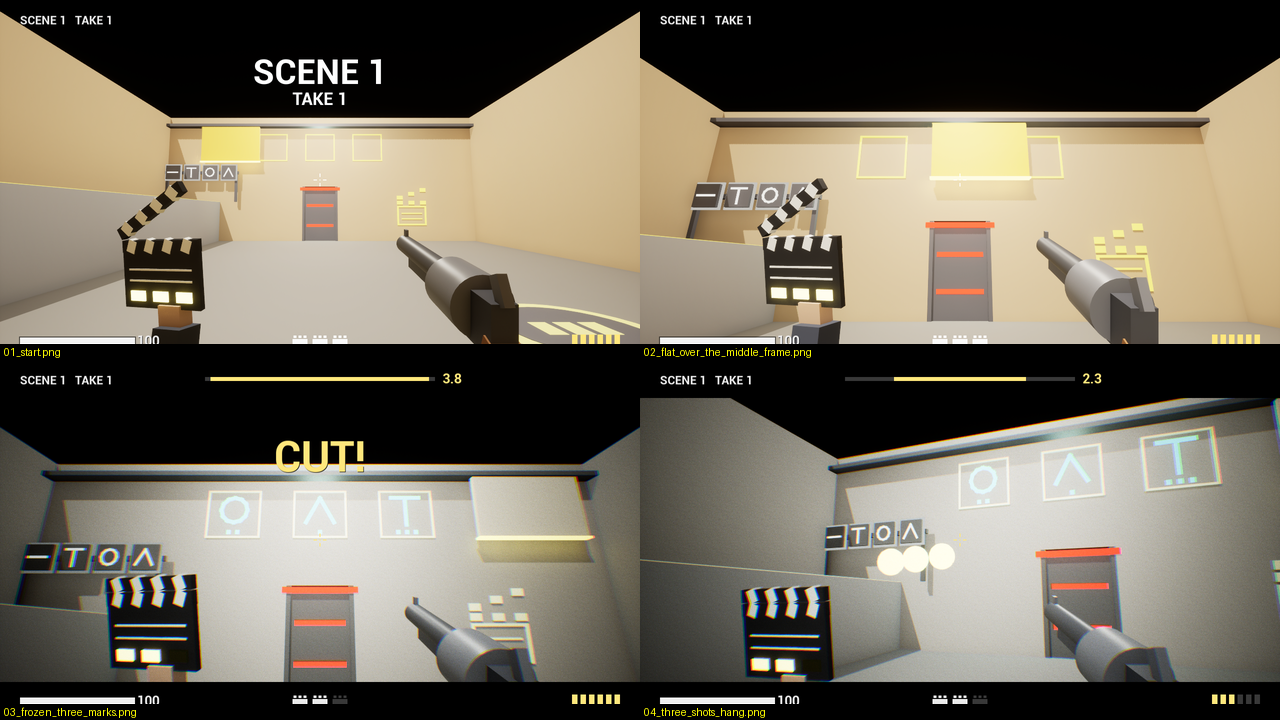 SCENE 1 TAKE 1
SCENE 1
TAKE 1
100
01_start.png
SCENE 1 TAKE 1
100
02_flat_over_the_middle_frame.png
SCENE 1 TAKE 1
3.8
CUT!
100
03_frozen_three_marks.png
SCENE 1 TAKE 1
2.3
100
04_three_shots_hang.png